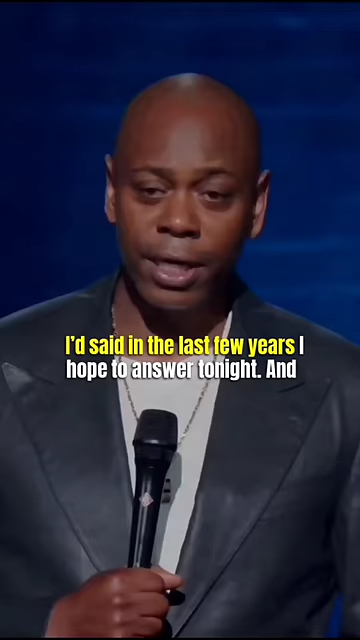 I'd said in the last few years I
hope to answer tonight. And